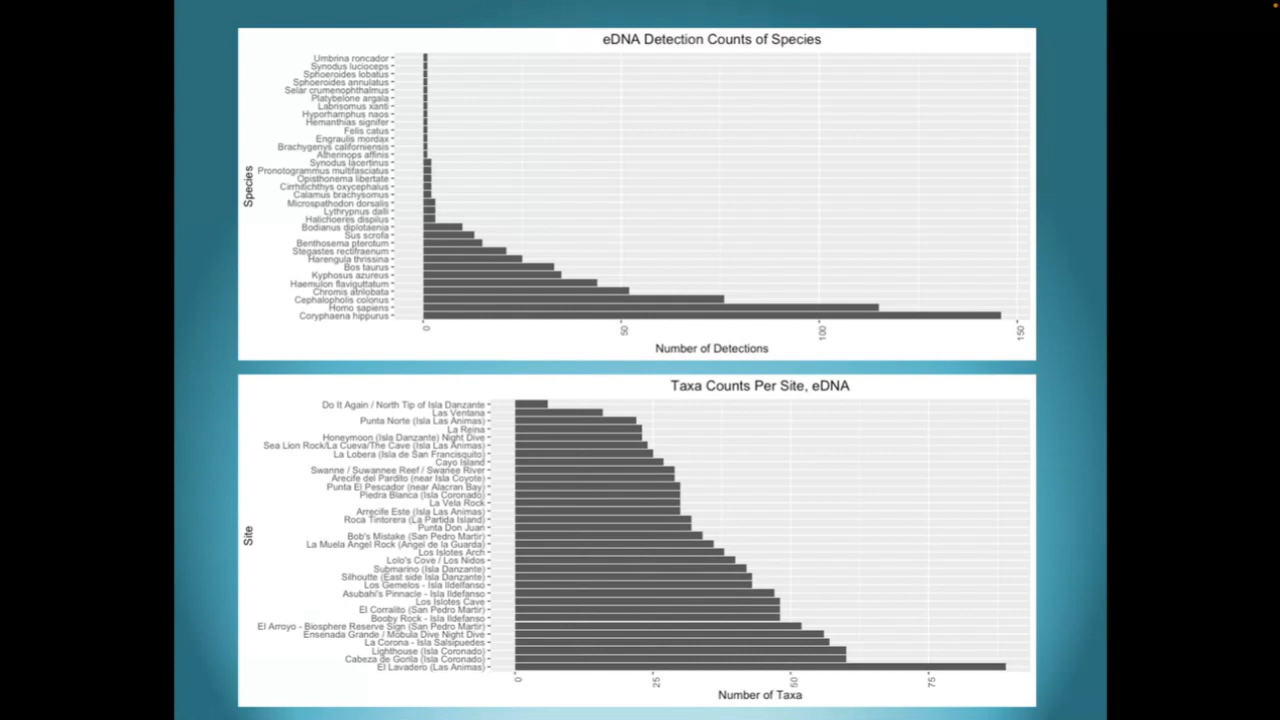 eDNA Detection Counts of Species
Umbrina roncador
Synodus lucioceps
Sphoeroides lobatus
Sphoeroides annulatus
Selar crumenophthalmus
Platybelone argala
Labrisomus xanti
Hyporhamphus naos
Hemanthias signifer
Felis catus
Engraulis mordax
Brachygenys californiensis
Atherinops affinis
Synodus lacertinus
Pronotogrammus multifasciatus
Opisthonema libertate
Cirrhitichthys oxycephalus
Calamus brachysomus
Microspathodon dorsalis
Lythrypnus dalli
Halichoeres dispilus
Bodianus diplotaenia
Sus scrofa
Benthosema pterotum
Stegastes rectifraenum
Harengula thrissina
Bos taurus
Kyphosus azureus
Haemulon flaviguttatum
Chromis atrilobata
Cephalopholis colonus
Homo sapiens
Coryphaena hippurus
Species
0 50 100 150
Number of Detections
Taxa Counts Per Site, eDNA
Do It Again / North Tip of Isla Danzante
Las Ventana
Punta Norte (Isla Las Animas)
La Reina
Honeymoon (Isla Danzante) Night Dive
Sea Lion Rock/La Cueva/The Cave (Isla Las Animas)
La Lobera (Isla de San Francisquito)
Cayo Island
Swanne / Suwannee Reef / Swanee River
Arecife del Pardito (near Isla Coyote)
Punta El Pescador (near Alacran Bay)
Piedra Blanca (Isla Coronado)
La Vela Rock
Arrecife Este (Isla Las Animas)
Roca Tintorera (La Partida Island)
Punta Don Juan
Bob's Mistake (San Pedro Martir)
La Muela Angel Rock (Angel de la Guarda)
Los Islotes Arch
Lolo's Cove / Los Nidos
Submarino (Isla Danzante)
Silhoutte (East side Isla Danzante)
Los Gemelos - Isla Ildelfanso
Asubahi's Pinnacle - Isla Ildefanso
Los Islotes Cave
El Corralito (San Pedro Martir)
Booby Rock - Isla Ildefanso
El Arroyo - Biosphere Reserve Sign (San Pedro Martir)
Ensenada Grande / Mobula Dive Night Dive
La Corona - Isla Salsipuedes
Lighthouse (Isla Coronado)
Cabeza de Gorila (Isla Coronado)
El Lavadero (Las Animas)
Site
0 25 50 75
Number of Taxa